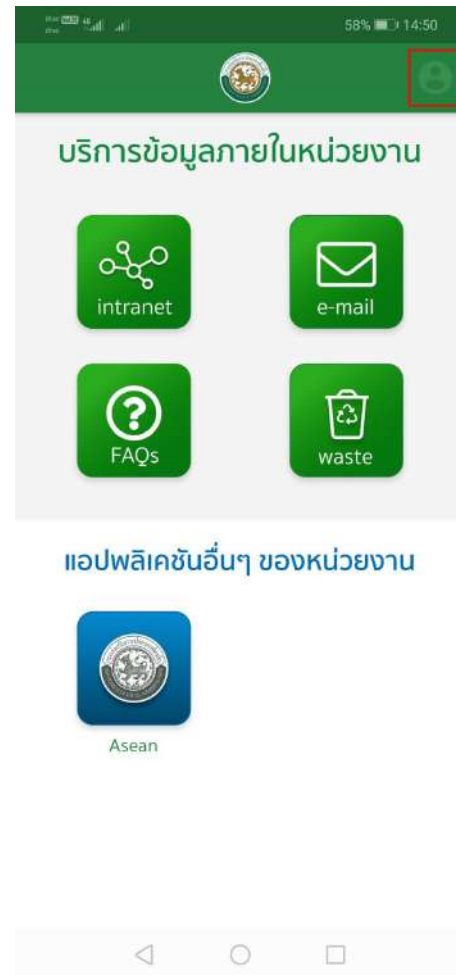 58% 14:50
บริการข้อมูลภายในหน่วยงาน
intranet
e-mail
FAQs
waste
แอปพลิเคชันอื่นๆ ของหน่วยงาน
Asean